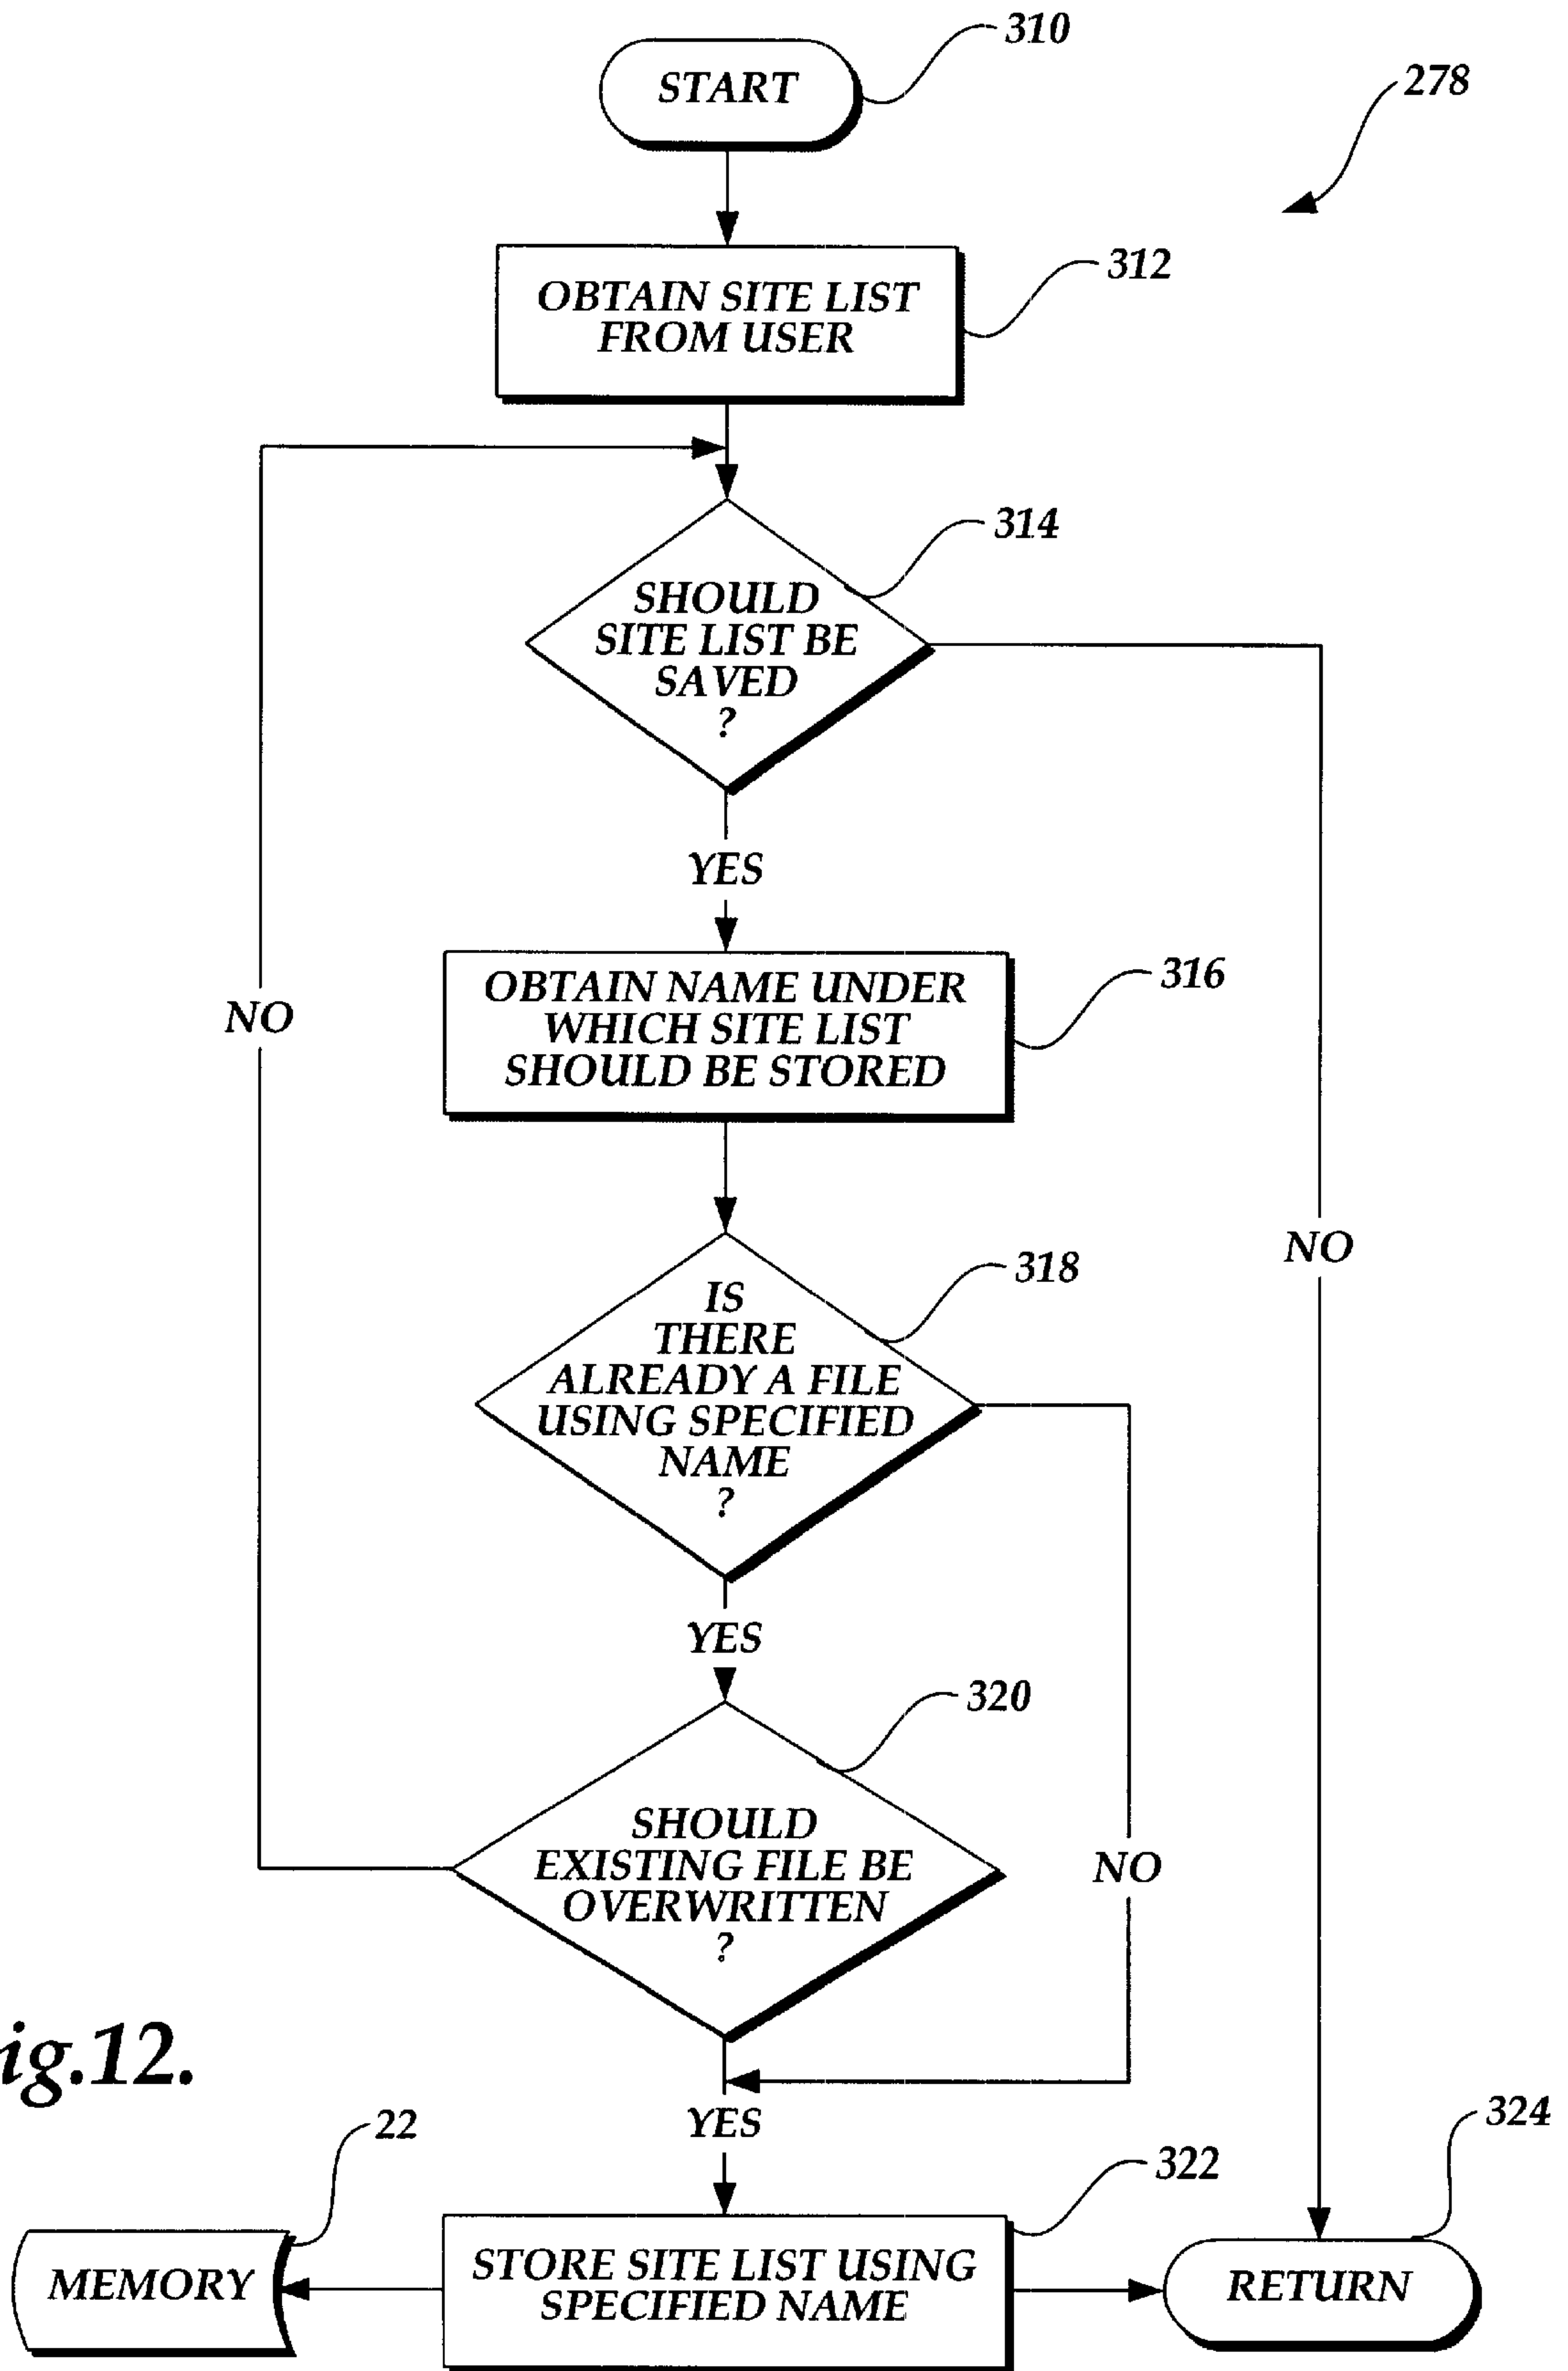 310
START
278
312
OBTAIN SITE LIST
FROM USER
314
SHOULD
SITE LIST BE
SAVED
?
YES
316
OBTAIN NAME UNDER
WHICH SITE LIST
SHOULD BE STORED
NO
NO
318
IS
THERE
ALREADY A FILE
USING SPECIFIED
NAME
?
YES
320
SHOULD
EXISTING FILE BE
OVERWRITTEN
?
NO
ig.12.
YES
22
324
322
MEMORY
STORE SITE LIST USING
SPECIFIED NAME
RETURN